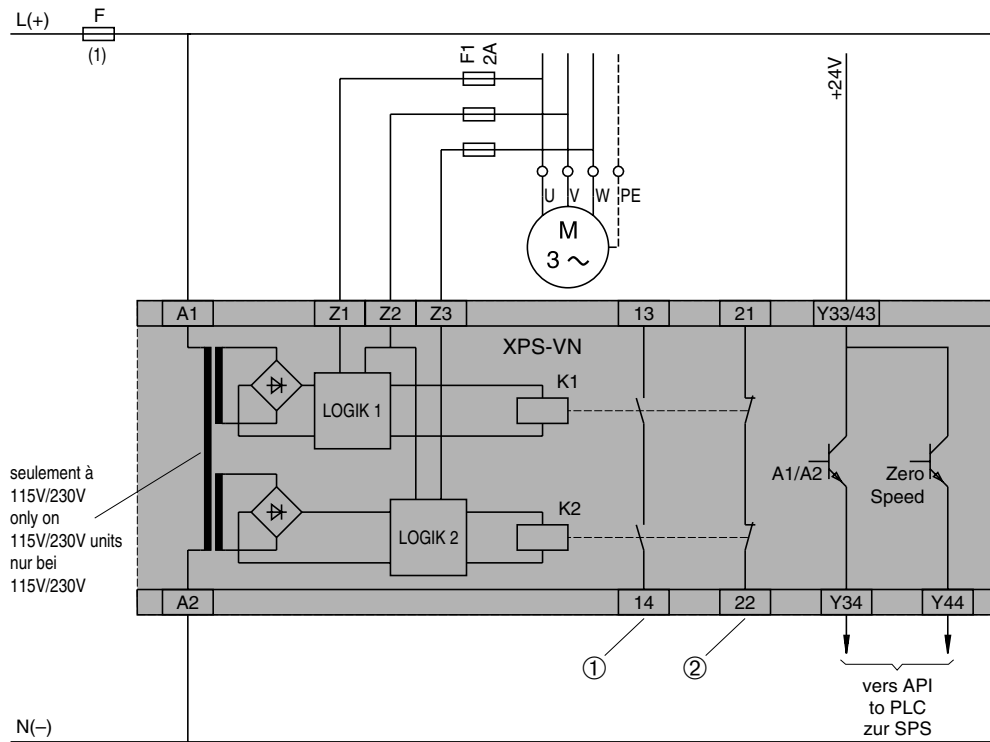 L(+)
F
(1)
F1
2A
+24V
U
V
W
PE
M
3 ~
A1
Z1
Z2
Z3
13
21
Y33/43
XPS-VN
K1
LOGIK 1
A1/A2
Zero
Speed
seulement à
115V/230V
only on
115V/230V units
nur bei
115V/230V
K2
LOGIK 2
A2
14
22
Y34
Y44
①
②
vers API
to PLC
zur SPS
N(–)